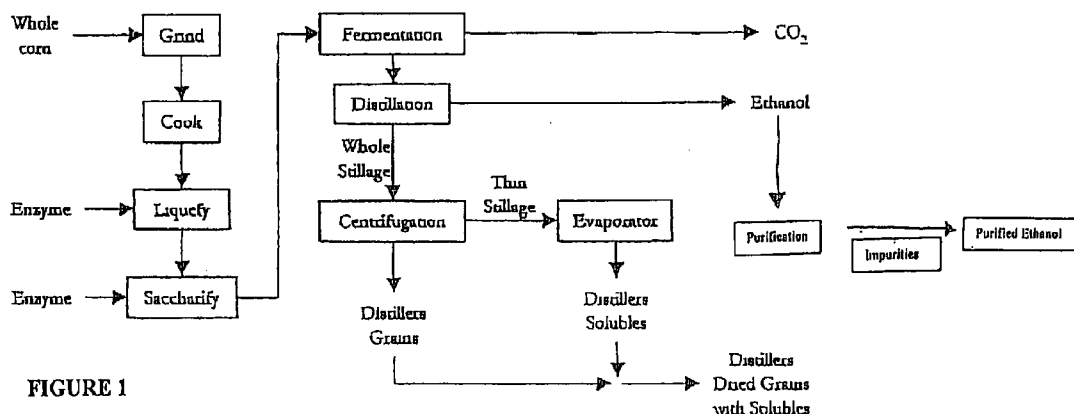 Whole
corn
Grind
Cook
Enzyme
Liquefy
Enzyme
Saccharify
Fermentation
CO2
Distillation
Ethanol
Whole
Stillage
Thin
Stillage
Centrifugation
Evaporator
Purification
Impurities
Purified Ethanol
Distillers
Grains
Distillers
Solubles
Distillers
Dried Grains
with Solubles
FIGURE 1